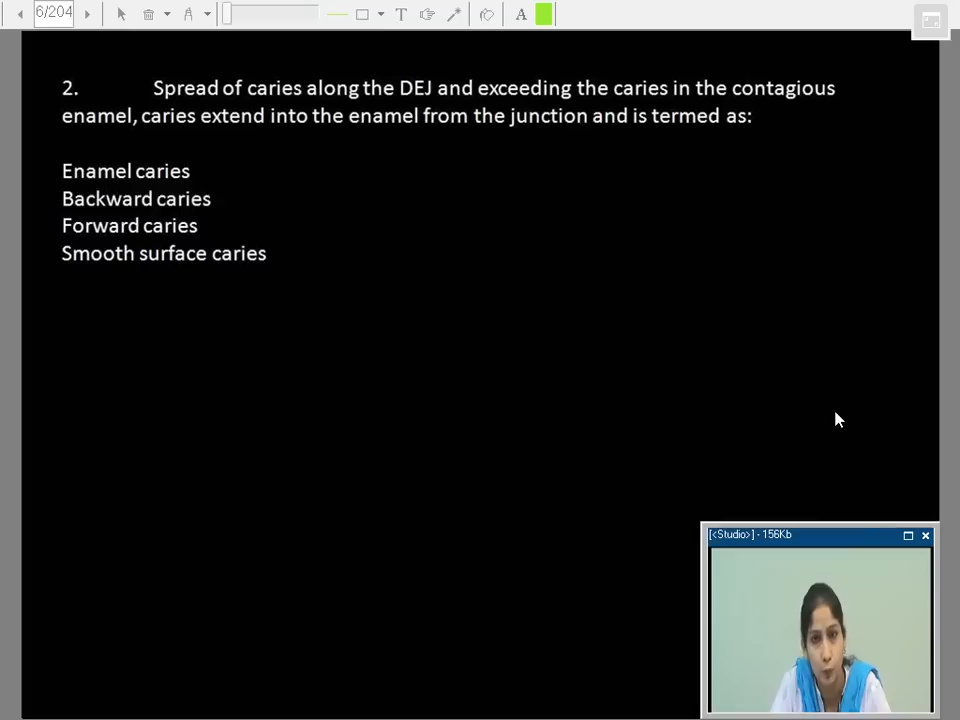 6/204
T
A
2. Spread of caries along the DEJ and exceeding the caries in the contagious
enamel, caries extend into the enamel from the junction and is termed as:
Enamel caries
Backward caries
Forward caries
Smooth surface caries
[<Studio>] - 156Kb